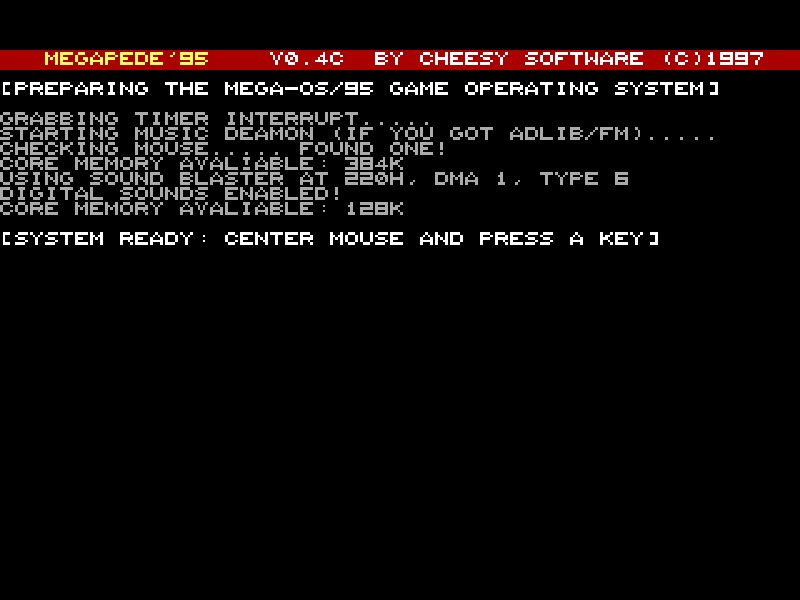 MEGAPEDE'95 V0.4C BY CHEESY SOFTWARE (C)1997
[PREPARING THE MEGA-OS/95 GAME OPERATING SYSTEM]
GRABBING TIMER INTERRUPT.....
STARTING MUSIC DEAMON (IF YOU GOT ADLIB/FM).....
CHECKING MOUSE..... FOUND ONE!
CORE MEMORY AVALIABLE: 384K
USING SOUND BLASTER AT 220H, DMA 1, TYPE 6
DIGITAL SOUNDS ENABLED!
CORE MEMORY AVALIABLE: 128K
[SYSTEM READY: CENTER MOUSE AND PRESS A KEY]